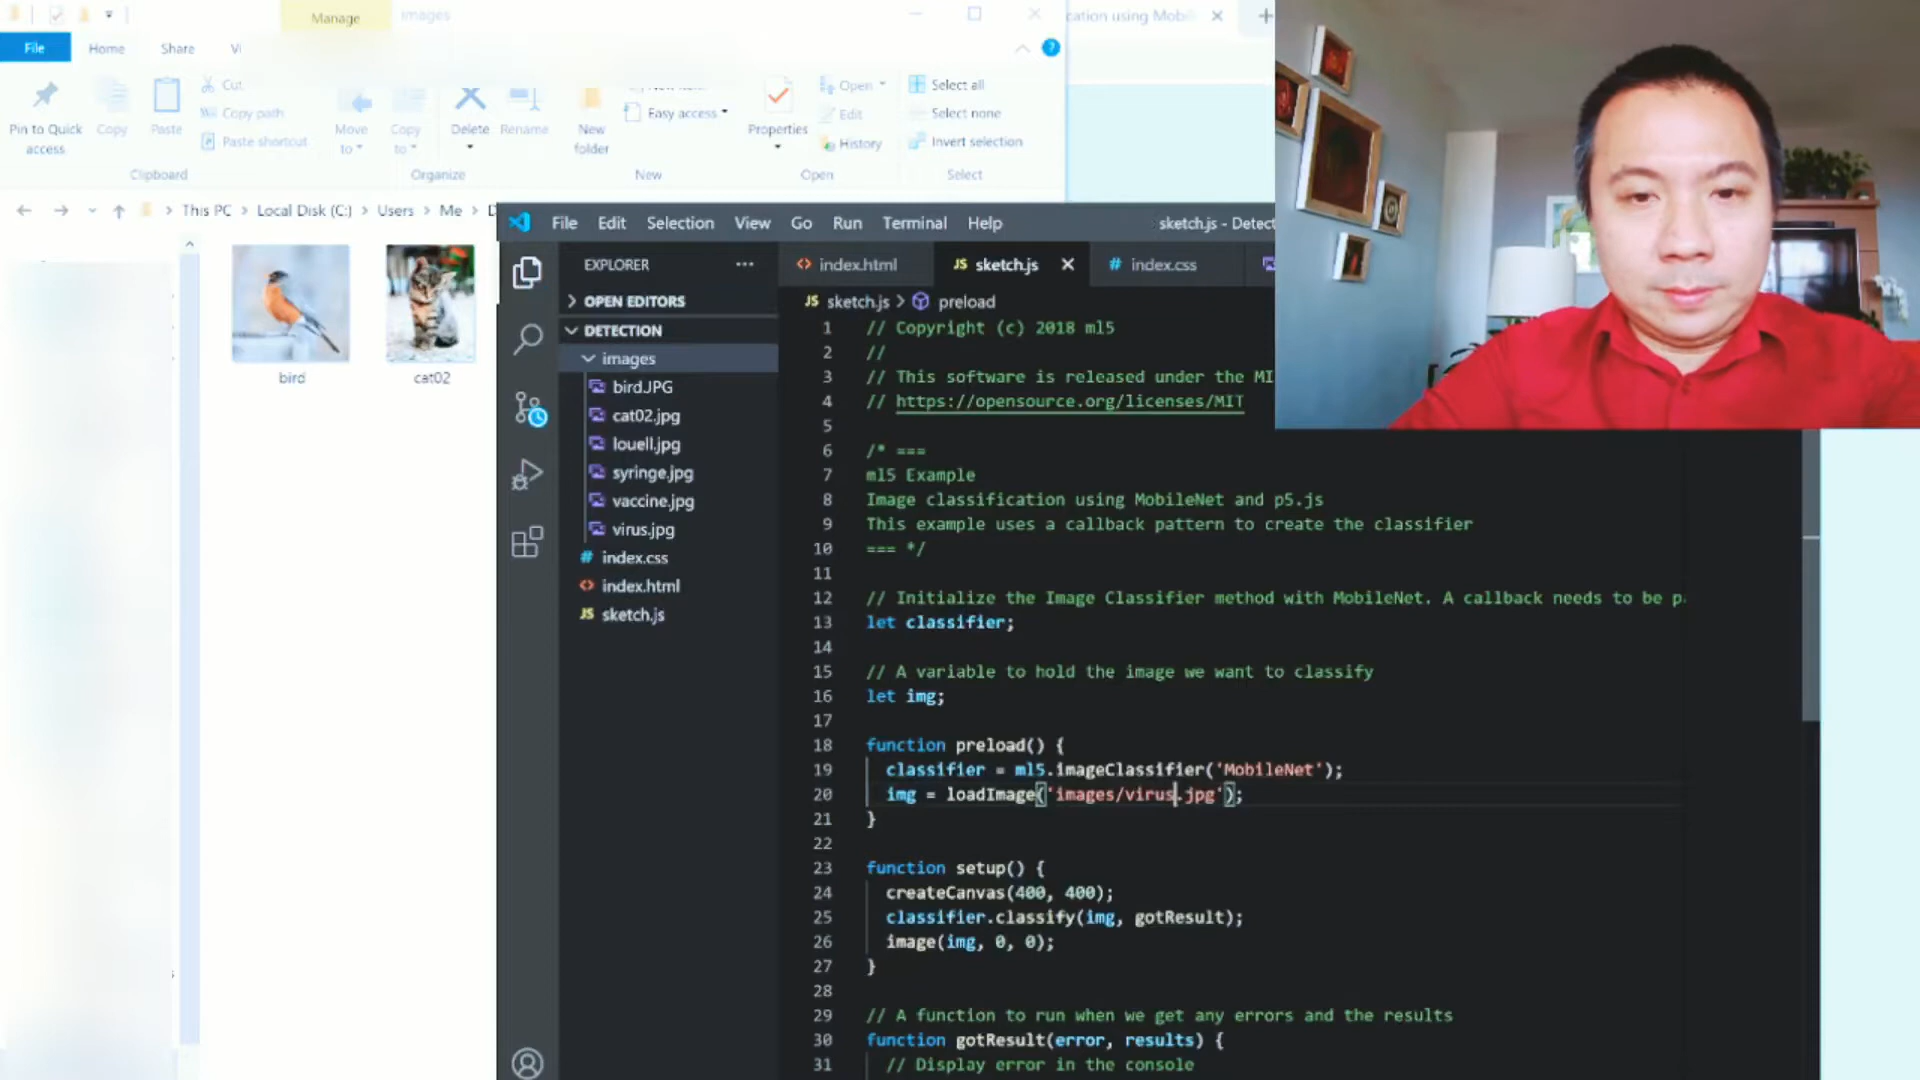 Manage
images
cation using Mobil
File
Home
Share
Vi
Pin to Quick
access
Copy
Paste
Cut
Copy path
Paste shortcut
Clipboard
Move
to
Copy
to
Delete
Rename
Organize
New
folder
Easy access
New
Properties
Open
Edit
History
Open
Select all
Select none
Invert selection
Select
This PC
Local Disk (C:)
Users
Me
D
bird
cat02
File
Edit
Selection
View
Go
Run
Terminal
Help
sketch.js - Detect
EXPLORER
OPEN EDITORS
DETECTION
images
bird.JPG
cat02.jpg
louell.jpg
syringe.jpg
vaccine.jpg
virus.jpg
index.css
index.html
JS sketch.js
index.html
JS sketch.js
# index.css
JS sketch.js > preload
1 // Copyright (c) 2018 ml5
2 //
3 // This software is released under the MI
4 // https://opensource.org/licenses/MIT
5
6 /* ===
7 ml5 Example
8 Image classification using MobileNet and p5.js
9 This example uses a callback pattern to create the classifier
10 === */
11
12 // Initialize the Image Classifier method with MobileNet. A callback needs to be p
13 let classifier;
14
15 // A variable to hold the image we want to classify
16 let img;
17
18 function preload() {
19 classifier = ml5.imageClassifier('MobileNet');
20 img = loadImage('images/virus.jpg');
21 }
22
23 function setup() {
24 createCanvas(400, 400);
25 classifier.classify(img, gotResult);
26 image(img, 0, 0);
27 }
28
29 // A function to run when we get any errors and the results
30 function gotResult(error, results) {
31 // Display error in the console